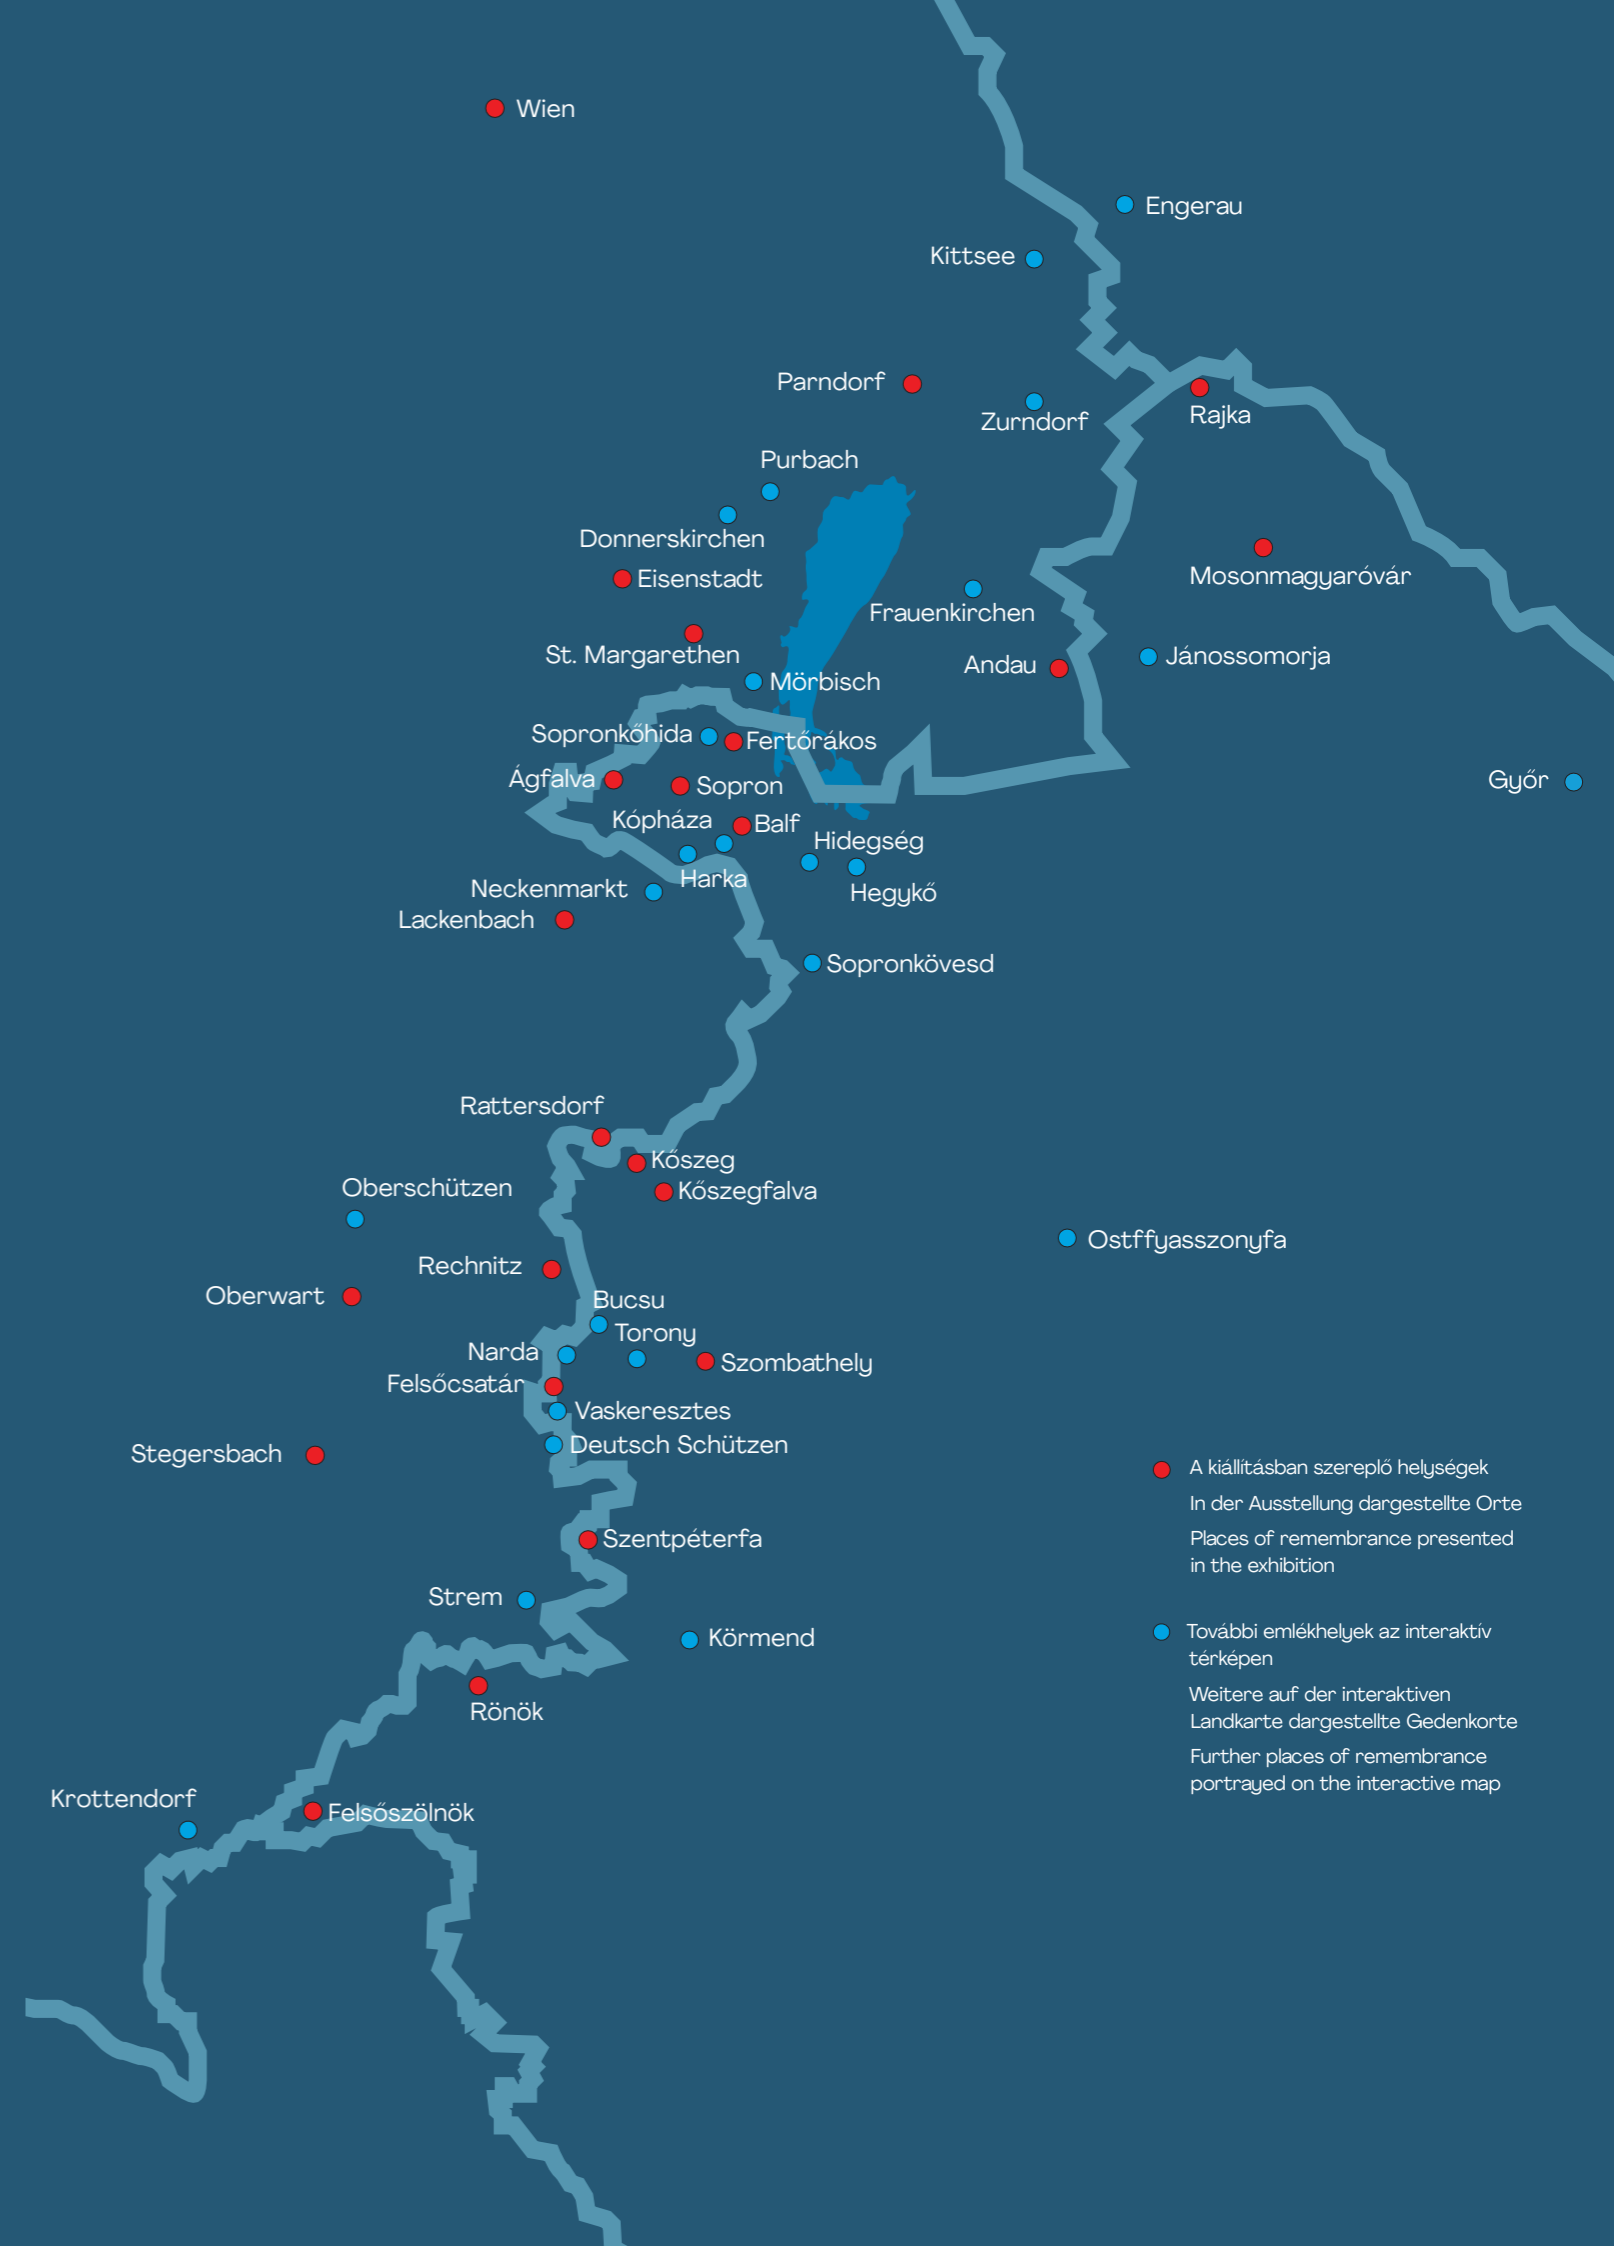 Wien
Engerau
Kittsee
Parndorf
Zurndorf
Rajka
Purbach
Donnerskirchen
Eisenstadt
Mosonmagyaróvár
Frauenkirchen
St. Margarethen
Andau
Jánossomorja
Mörbisch
Sopronkőhida
Fertőrákos
Ágfalva
Sopron
Győr
Kópháza
Balf
Hidegség
Harka
Neckenmarkt
Hegykő
Lackenbach
Sopronkövesd
Rattersdorf
Kőszeg
Oberschützen
Kőszegfalva
Ostffyasszonyfa
Rechnitz
Oberwart
Bucsu
Torony
Narda
Szombathely
Felsőcsatár
Vaskeresztes
Deutsch Schützen
Stegersbach
Szentpéterfa
Strem
Körmend
Rönök
Krottendorf
Felsőszölnök
A kiállításban szereplő helységek
In der Ausstellung dargestellte Orte
Places of remembrance presented
in the exhibition
További emlékhelyek az interaktív
térképen
Weitere auf der interaktiven
Landkarte dargestellte Gedenkorte
Further places of remembrance
portrayed on the interactive map